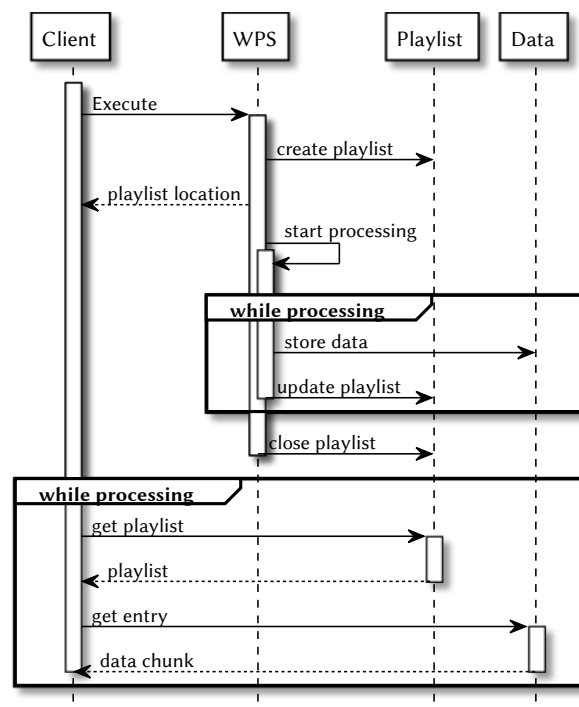 Client
WPS
Playlist
Data
Execute
create playlist
playlist location
start processing
while processing
store data
update playlist
close playlist
while processing
get playlist
playlist
get entry
data chunk